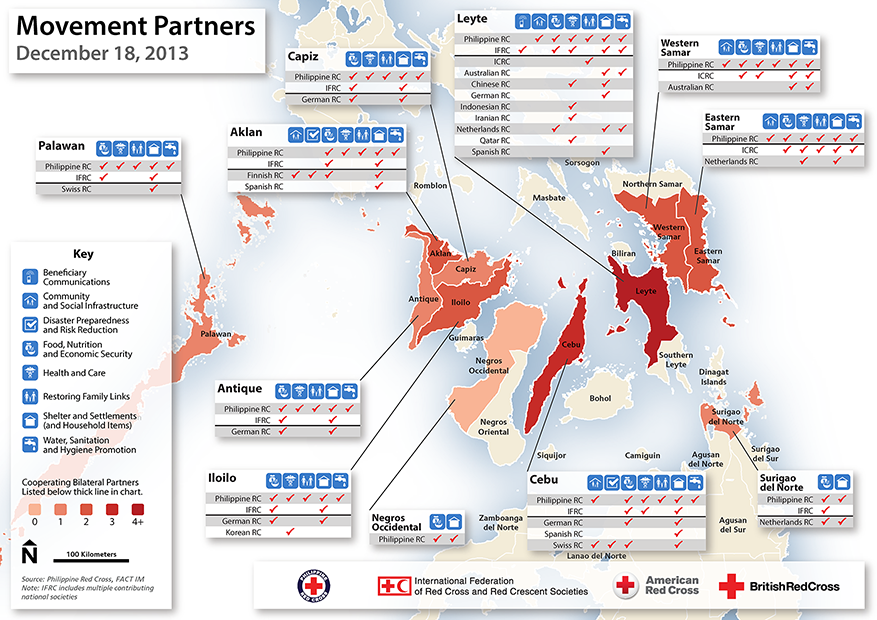 Movement Partners
December 18, 2013
Capiz
Philippine RC
IFRC
German RC
Leyte
Philippine RC
IFRC
ICRC
Australian RC
Chinese RC
German RC
Indonesian RC
Iranian RC
Netherlands RC
Qatar RC
Spanish RC
Western
Samar
Philippine RC
ICRC
Australian RC
Eastern
Samar
Philippine RC
ICRC
Netherlands RC
Palawan
Philippine RC
IFRC
Swiss RC
Aklan
Philippine RC
IFRC
Finnish RC
Spanish RC
Sorsogon
Romblon
Masbate
Northern Samar
Western
Samar
Eastern
Samar
Biliran
Leyte
Aklan
Capiz
Antique
Iloilo
Guimaras
Negros
Occidental
Cebu
Southern
Leyte
Dinagat
Islands
Palawan
Bohol
Negros
Oriental
Siquijor
Camiguin
Surigao
del Norte
Agusan
del Norte
Surigao
del Sur
Agusan
del Sur
Zamboanga
del Norte
Lanao del Norte
Key
Beneficiary
Communications
Community
and Social Infrastructure
Disaster Preparedness
and Risk Reduction
Food, Nutrition
and Economic Security
Health and Care
Restoring Family Links
Shelter and Settlements
(and Household Items)
Water, Sanitation
and Hygiene Promotion
Cooperating Bilateral Partners
Listed below thick line in chart.
0 1 2 3 4+
N
100 Kilometers
Source: Philippine Red Cross, FACT IM
Note: IFRC includes multiple contributing
national societies
Antique
Philippine RC
IFRC
German RC
Iloilo
Philippine RC
IFRC
German RC
Korean RC
Negros
Occidental
Philippine RC
Cebu
Philippine RC
IFRC
German RC
Spanish RC
Swiss RC
Surigao
del Norte
Philippine RC
IFRC
Netherlands RC
PHILIPPINE
RED CROSS
International Federation
of Red Cross and Red Crescent Societies
American
Red Cross
BritishRedCross